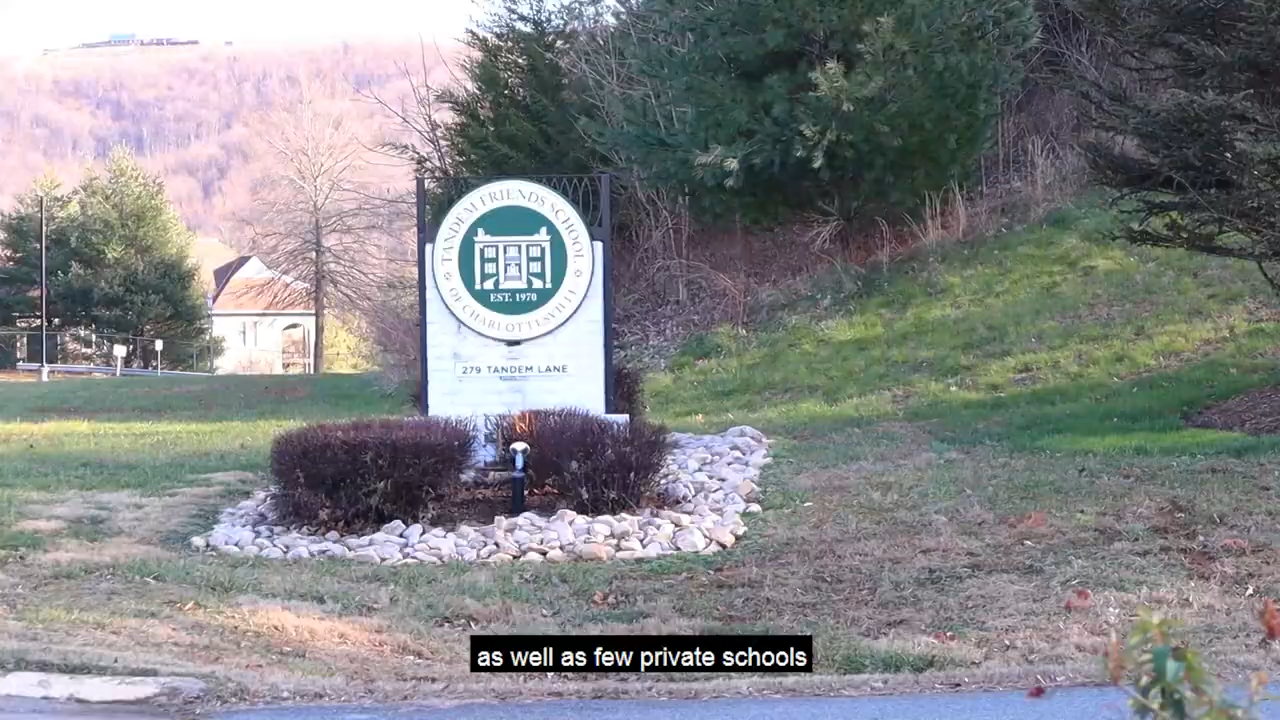 TANDEM FRIENDS SCHOOL
EST. 1970
OF CHARLOTTESVILLE
279 TANDEM LANE
as well as few private schools